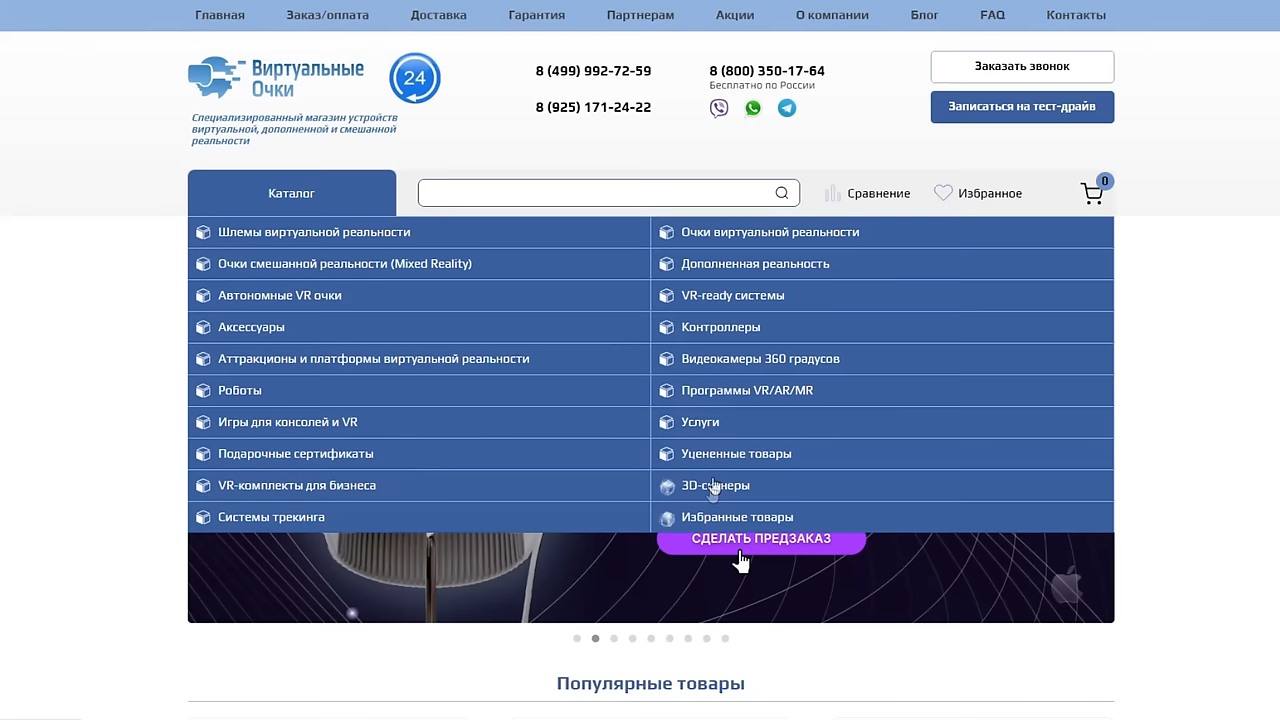 Главная Заказ/оплата Доставка Гарантия Партнерам Акции О компании Блог FAQ Контакты
Виртуальные
Очки
24
Специализированный магазин устройств
виртуальной, дополненной и смешанной
реальности
8 (499) 992-72-59
8 (925) 171-24-22
8 (800) 350-17-64
Бесплатно по России
Заказать звонок
Записаться на тест-драйв
Каталог
Сравнение
Избранное
0
Шлемы виртуальной реальности
Очки виртуальной реальности
Очки смешанной реальности (Mixed Reality)
Дополненная реальность
Автономные VR очки
VR-ready системы
Аксессуары
Контроллеры
Аттракционы и платформы виртуальной реальности
Видеокамеры 360 градусов
Роботы
Программы VR/AR/MR
Игры для консолей и VR
Услуги
Подарочные сертификаты
Уцененные товары
VR-комплекты для бизнеса
3D-сканеры
Системы трекинга
Избранные товары
СДЕЛАТЬ ПРЕДЗАКАЗ
Популярные товары